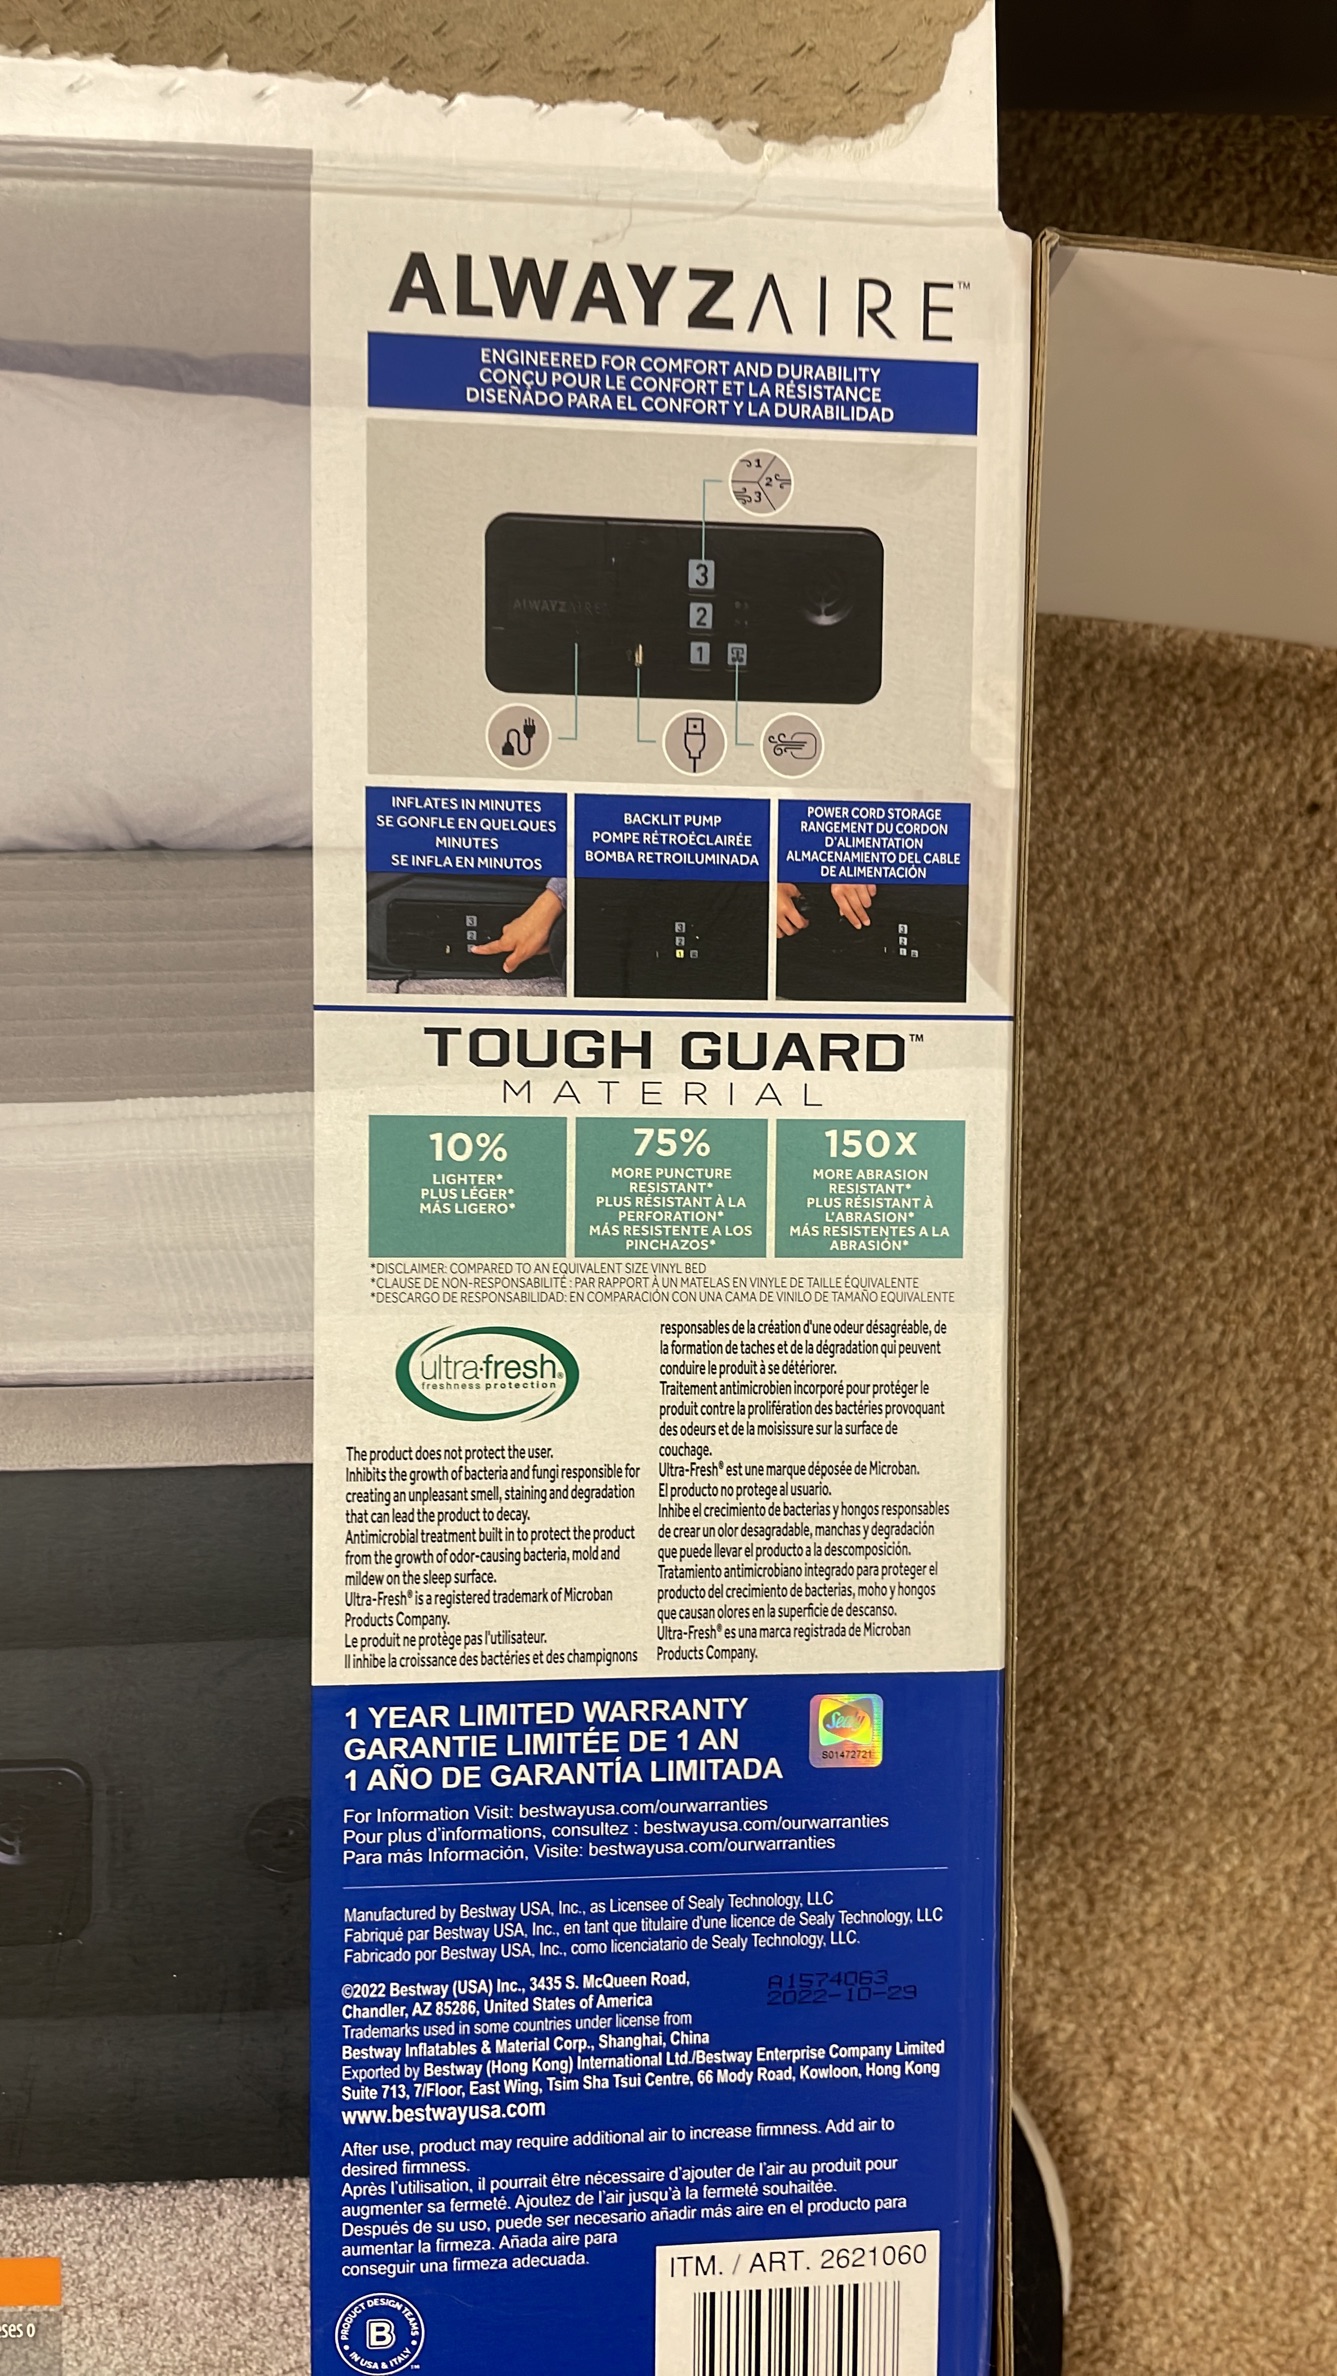 ALWAYZAIRE™
ENGINEERED FOR COMFORT AND DURABILITY
CONÇU POUR LE CONFORT ET LA RÉSISTANCE
DISEÑADO PARA EL CONFORT Y LA DURABILIDAD
1
2
3
3
ALWAYZAIRE
2
1
INFLATES IN MINUTES
SE GONFLE EN QUELQUES
MINUTES
SE INFLA EN MINUTOS
BACKLIT PUMP
POMPE RÉTROÉCLAIRÉE
BOMBA RETROILUMINADA
POWER CORD STORAGE
RANGEMENT DU CORDON
D'ALIMENTATION
ALMACENAMIENTO DEL CABLE
DE ALIMENTACIÓN
3
2
3
2
1
3
2
1
TOUGH GUARD™
MATERIAL
10%
LIGHTER*
PLUS LÉGER*
MÁS LIGERO*
75%
MORE PUNCTURE
RESISTANT*
PLUS RÉSISTANT À LA
PERFORATION*
MÁS RESISTENTE A LOS
PINCHAZOS*
150X
MORE ABRASION
RESISTANT*
PLUS RÉSISTANT À
L'ABRASION*
MÁS RESISTENTES A LA
ABRASIÓN*
*DISCLAIMER: COMPARED TO AN EQUIVALENT SIZE VINYL BED
*CLAUSE DE NON-RESPONSABILITÉ : PAR RAPPORT À UN MATELAS EN VINYLE DE TAILLE ÉQUIVALENTE
*DESCARGO DE RESPONSABILIDAD: EN COMPARACIÓN CON UNA CAMA DE VINILO DE TAMAÑO EQUIVALENTE
ultra-fresh®
freshness protection
The product does not protect the user.
Inhibits the growth of bacteria and fungi responsible for
creating an unpleasant smell, staining and degradation
that can lead the product to decay.
Antimicrobial treatment built in to protect the product
from the growth of odor-causing bacteria, mold and
mildew on the sleep surface.
Ultra-Fresh® is a registered trademark of Microban
Products Company.
Le produit ne protège pas l'utilisateur.
Il inhibe la croissance des bactéries et des champignons
responsables de la création d'une odeur désagréable, de
la formation de taches et de la dégradation qui peuvent
conduire le produit à se détériorer.
Traitement antimicrobien incorporé pour protéger le
produit contre la prolifération des bactéries provoquant
des odeurs et de la moisissure sur la surface de
couchage.
Ultra-Fresh® est une marque déposée de Microban.
El producto no protege al usuario.
Inhibe el crecimiento de bacterias y hongos responsables
de crear un olor desagradable, manchas y degradación
que puede llevar el producto a la descomposición.
Tratamiento antimicrobiano integrado para proteger el
producto del crecimiento de bacterias, moho y hongos
que causan olores en la superficie de descanso.
Ultra-Fresh® es una marca registrada de Microban
Products Company.
1 YEAR LIMITED WARRANTY
GARANTIE LIMITÉE DE 1 AN
1 AÑO DE GARANTÍA LIMITADA
Sealy
S01472721
For Information Visit: bestwayusa.com/ourwarranties
Pour plus d'informations, consultez : bestwayusa.com/ourwarranties
Para más Información, Visite: bestwayusa.com/ourwarranties
Manufactured by Bestway USA, Inc., as Licensee of Sealy Technology, LLC
Fabriqué par Bestway USA, Inc., en tant que titulaire d'une licence de Sealy Technology, LLC
Fabricado por Bestway USA, Inc., como licenciatario de Sealy Technology, LLC.
©2022 Bestway (USA) Inc., 3435 S. McQueen Road,
Chandler, AZ 85286, United States of America
A1574063
2022-10-29
Trademarks used in some countries under license from
Bestway Inflatables & Material Corp., Shanghai, China
Exported by Bestway (Hong Kong) International Ltd./Bestway Enterprise Company Limited
Suite 713, 7/Floor, East Wing, Tsim Sha Tsui Centre, 66 Mody Road, Kowloon, Hong Kong
www.bestwayusa.com
After use, product may require additional air to increase firmness. Add air to
desired firmness.
Après l'utilisation, il pourrait être nécessaire d'ajouter de l'air au produit pour
augmenter sa fermeté. Ajoutez de l'air jusqu'à la fermeté souhaitée.
Después de su uso, puede ser necesario añadir más aire en el producto para
aumentar la firmeza. Añada aire para
conseguir una firmeza adecuada.
ITM. / ART. 2621060
PRODUCT DESIGN TEAMS
B
IN USA & ITALY ™